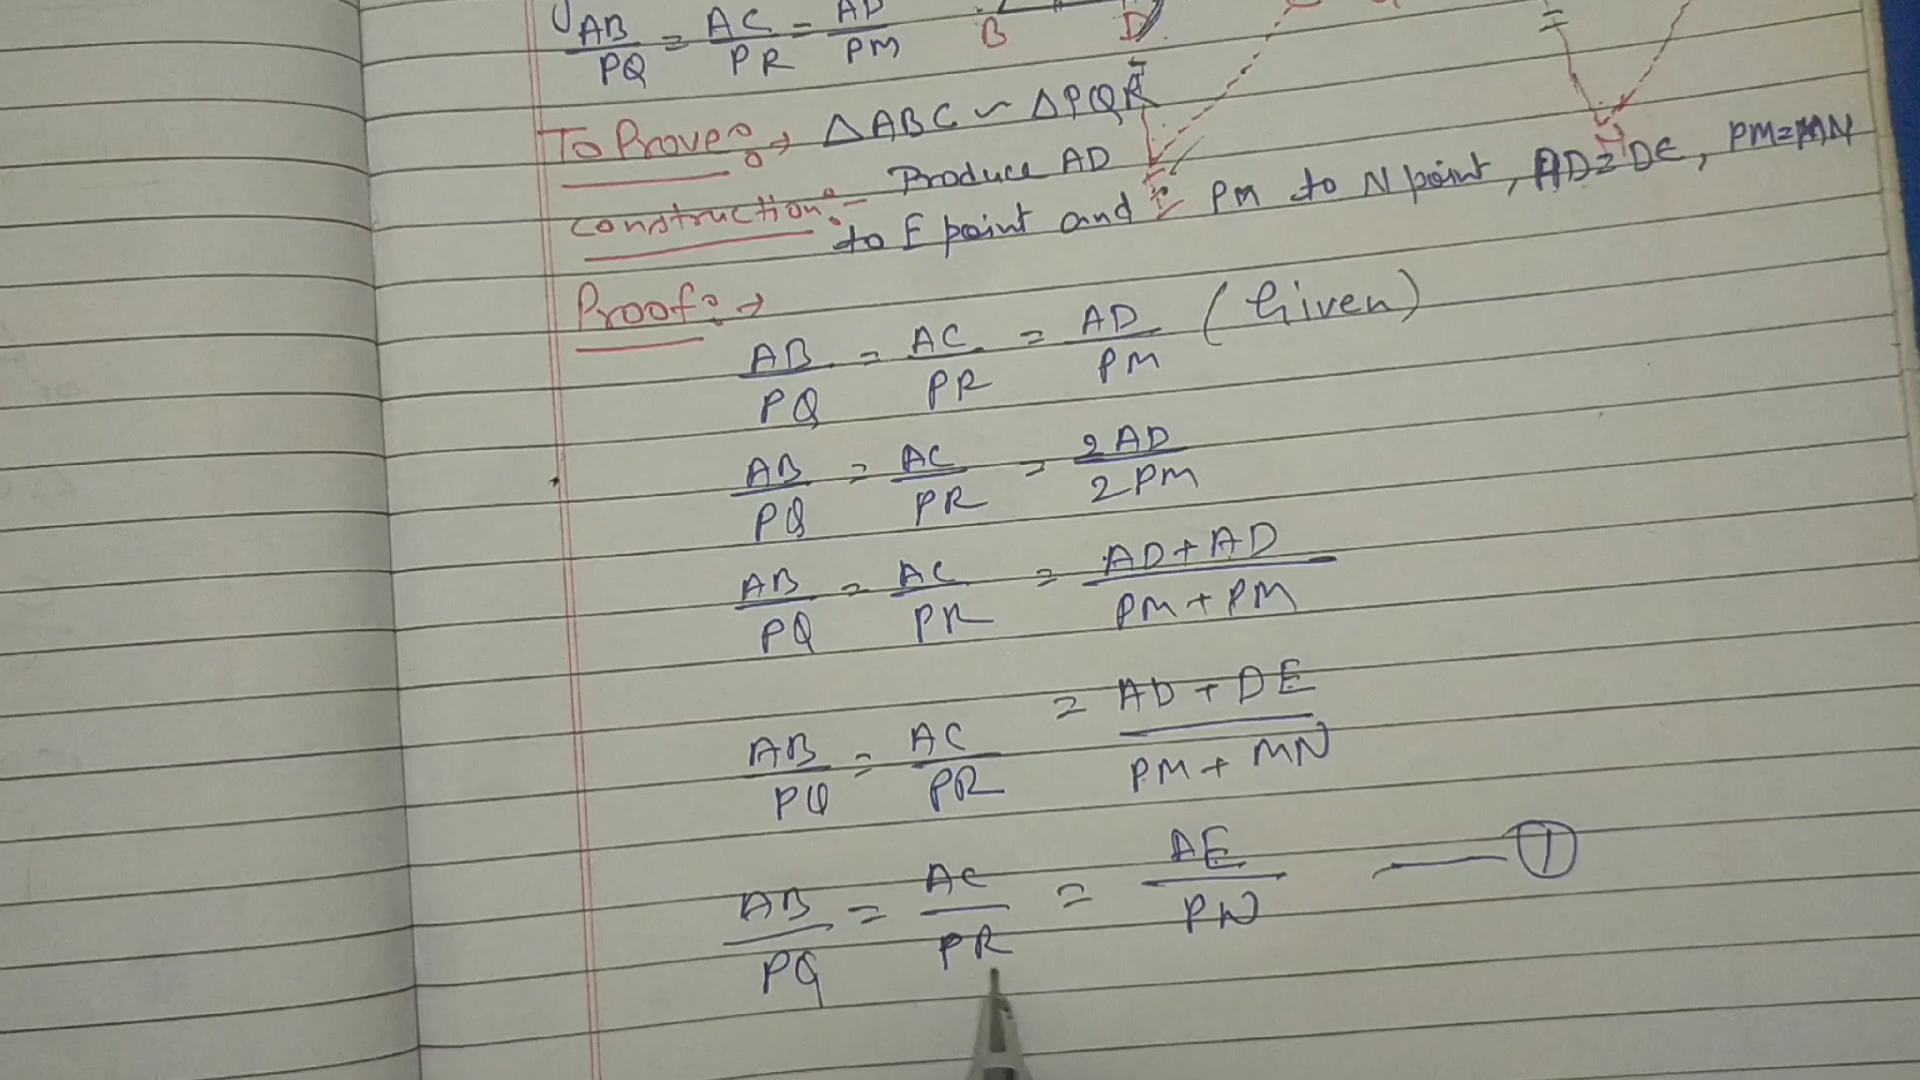 AB/PQ = AC/PR = AD/PM B D
To Prove :→ △ABC ~ △PQR
Construction :- Produce AD
to E point and PM to N point, AD=DE, PM=MN
E N
Proof :→
AB/PQ = AC/PR = AD/PM (Given)
AB/PQ = AC/PR = 2AD/2PM
AB/PQ = AC/PR = AD+AD/PM+PM
AB/PQ = AC/PR = AD+DE/PM+MN
AB/PQ = AC/PR = AE/PN — 1